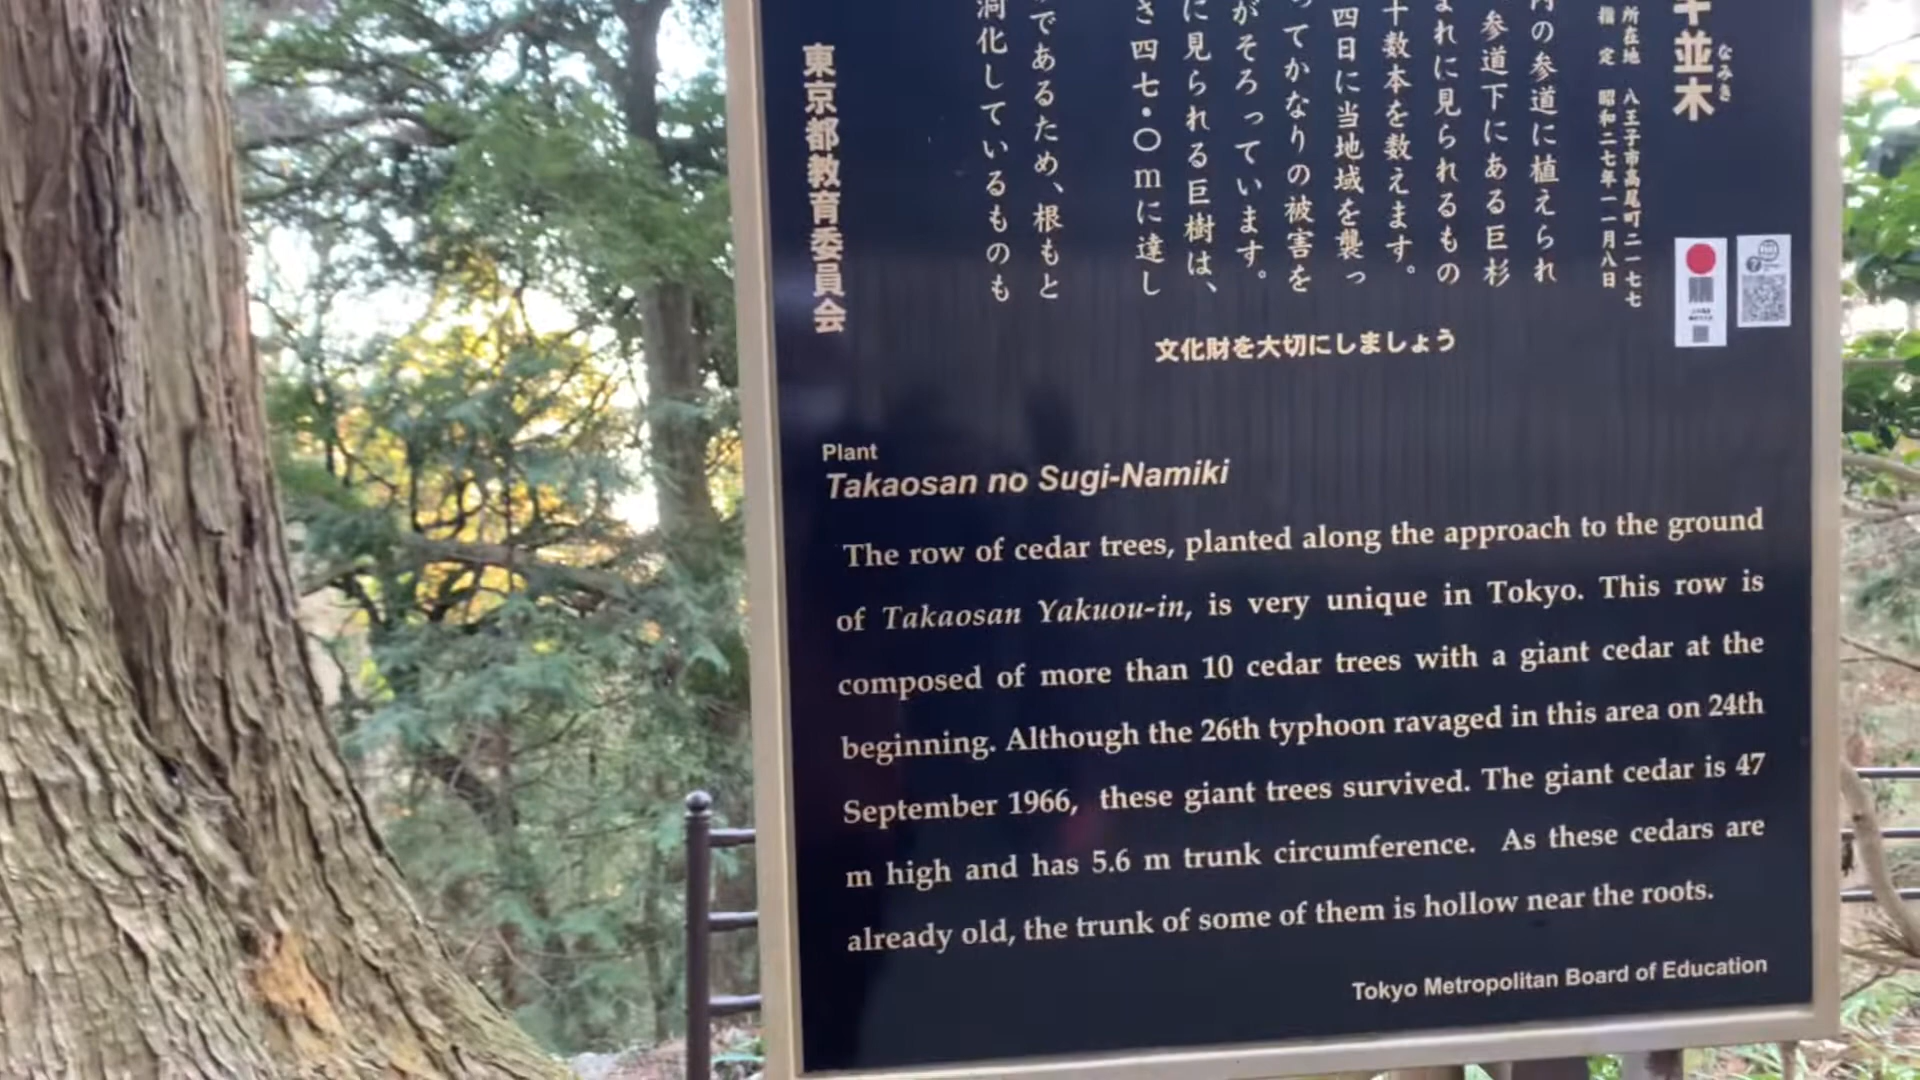 並木
なみき
所在地 八王子市高尾町二一七七
指定 昭和二七年一一月八日
内の参道に植えられ
参道下にある巨杉
まれに見られるもの
十数本を数えます。
四日に当地域を襲っ
ってかなりの被害を
がそろっています。
に見られる巨樹は、
さ四七・〇mに達し
であるため、根もと
洞化しているものも
東京都教育委員会
文化財を大切にしましょう
Plant
Takaosan no Sugi-Namiki
The row of cedar trees, planted along the approach to the ground
of Takaosan Yakuou-in, is very unique in Tokyo. This row is
composed of more than 10 cedar trees with a giant cedar at the
beginning. Although the 26th typhoon ravaged in this area on 24th
September 1966, these giant trees survived. The giant cedar is 47
m high and has 5.6 m trunk circumference. As these cedars are
already old, the trunk of some of them is hollow near the roots.
Tokyo Metropolitan Board of Education